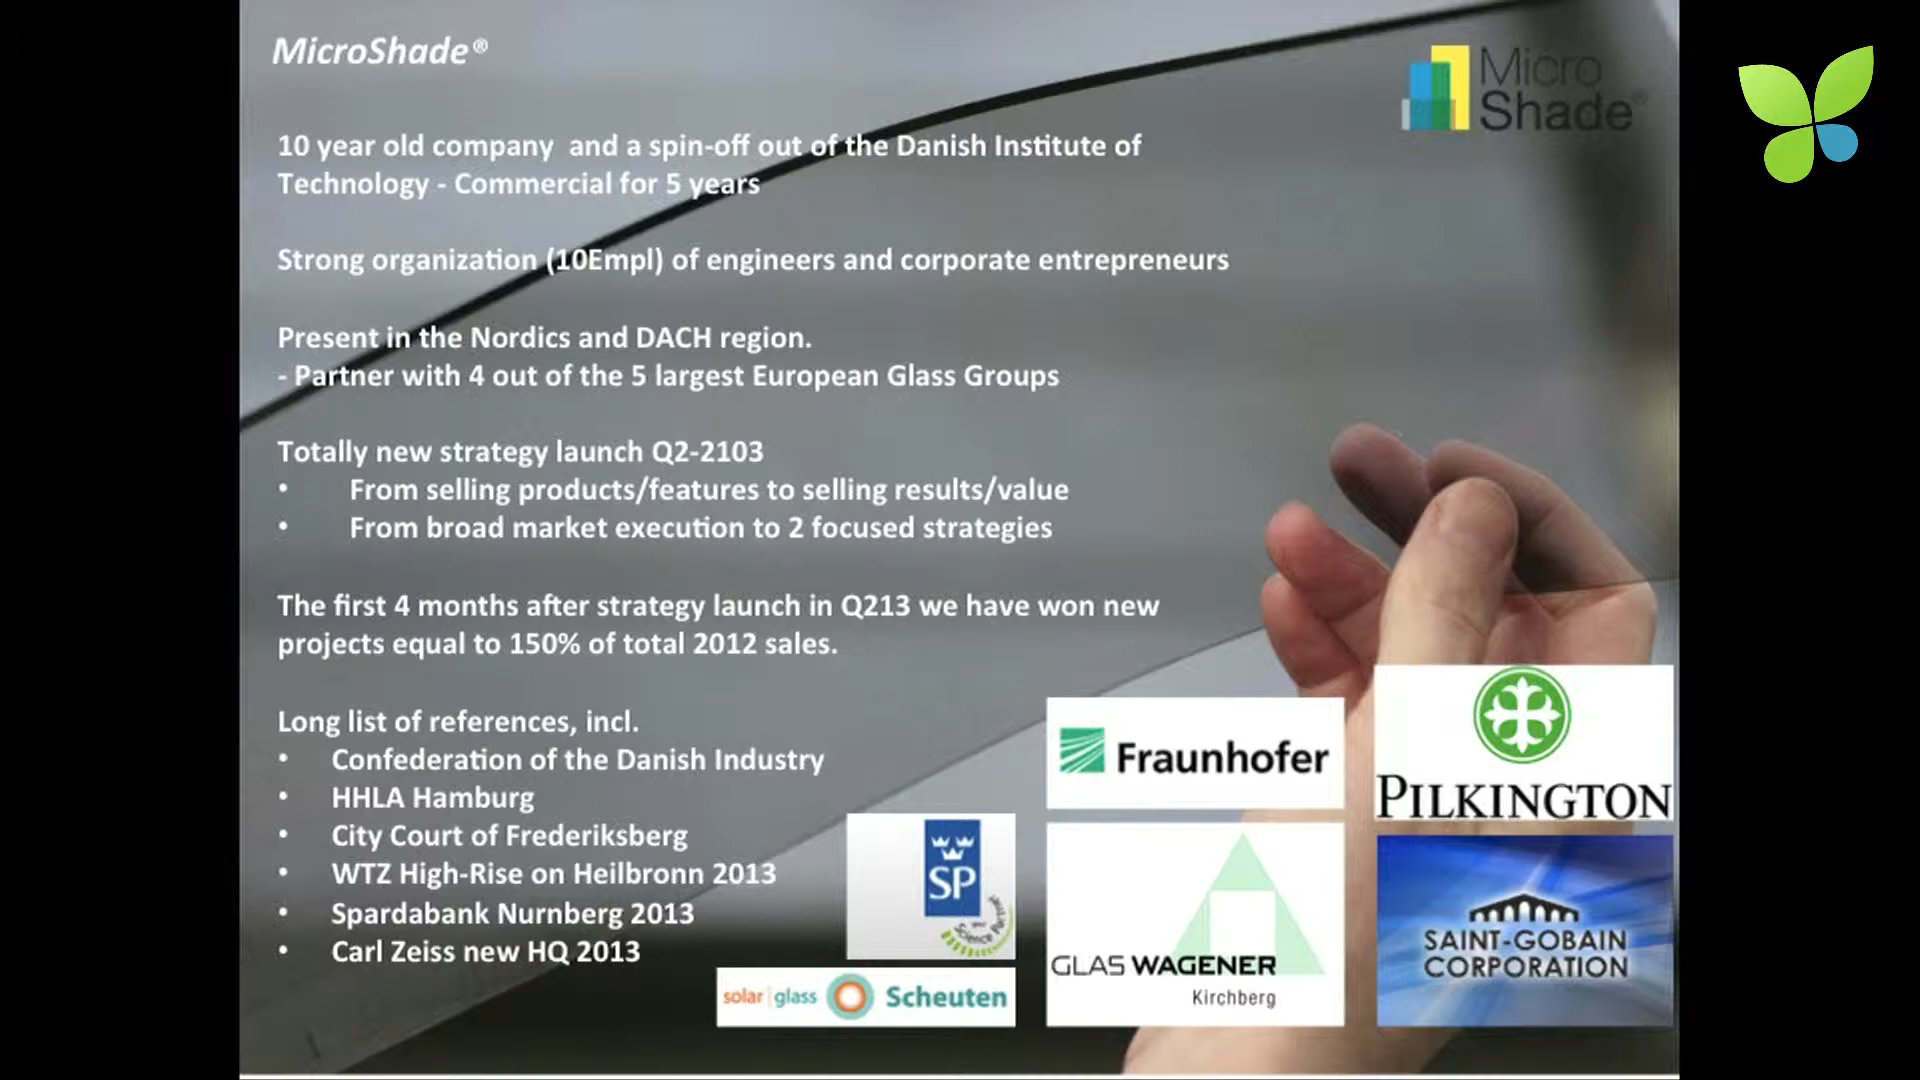 MicroShade®
Micro
Shade®
10 year old company and a spin-off out of the Danish Institute of
Technology - Commercial for 5 years
Strong organization (10Empl) of engineers and corporate entrepreneurs
Present in the Nordics and DACH region.
- Partner with 4 out of the 5 largest European Glass Groups
Totally new strategy launch Q2-2103
• From selling products/features to selling results/value
• From broad market execution to 2 focused strategies
The first 4 months after strategy launch in Q213 we have won new
projects equal to 150% of total 2012 sales.
Long list of references, incl.
• Confederation of the Danish Industry
• HHLA Hamburg
• City Court of Frederiksberg
• WTZ High-Rise on Heilbronn 2013
• Spardabank Nurnberg 2013
• Carl Zeiss new HQ 2013
Fraunhofer
PILKINGTON
SP
Science Partner
GLAS WAGENER
Kirchberg
SAINT-GOBAIN
CORPORATION
solar glass Scheuten